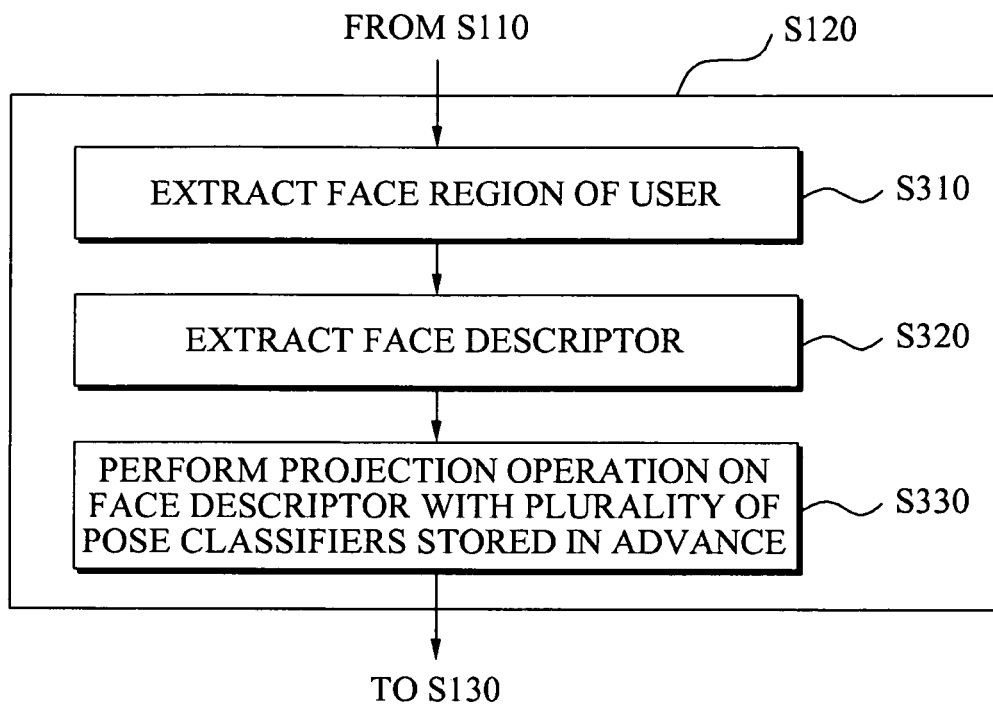 FROM S110
S120
EXTRACT FACE REGION OF USER
S310
EXTRACT FACE DESCRIPTOR
S320
PERFORM PROJECTION OPERATION ON
FACE DESCRIPTOR WITH PLURALITY OF
POSE CLASSIFIERS STORED IN ADVANCE
S330
TO S130